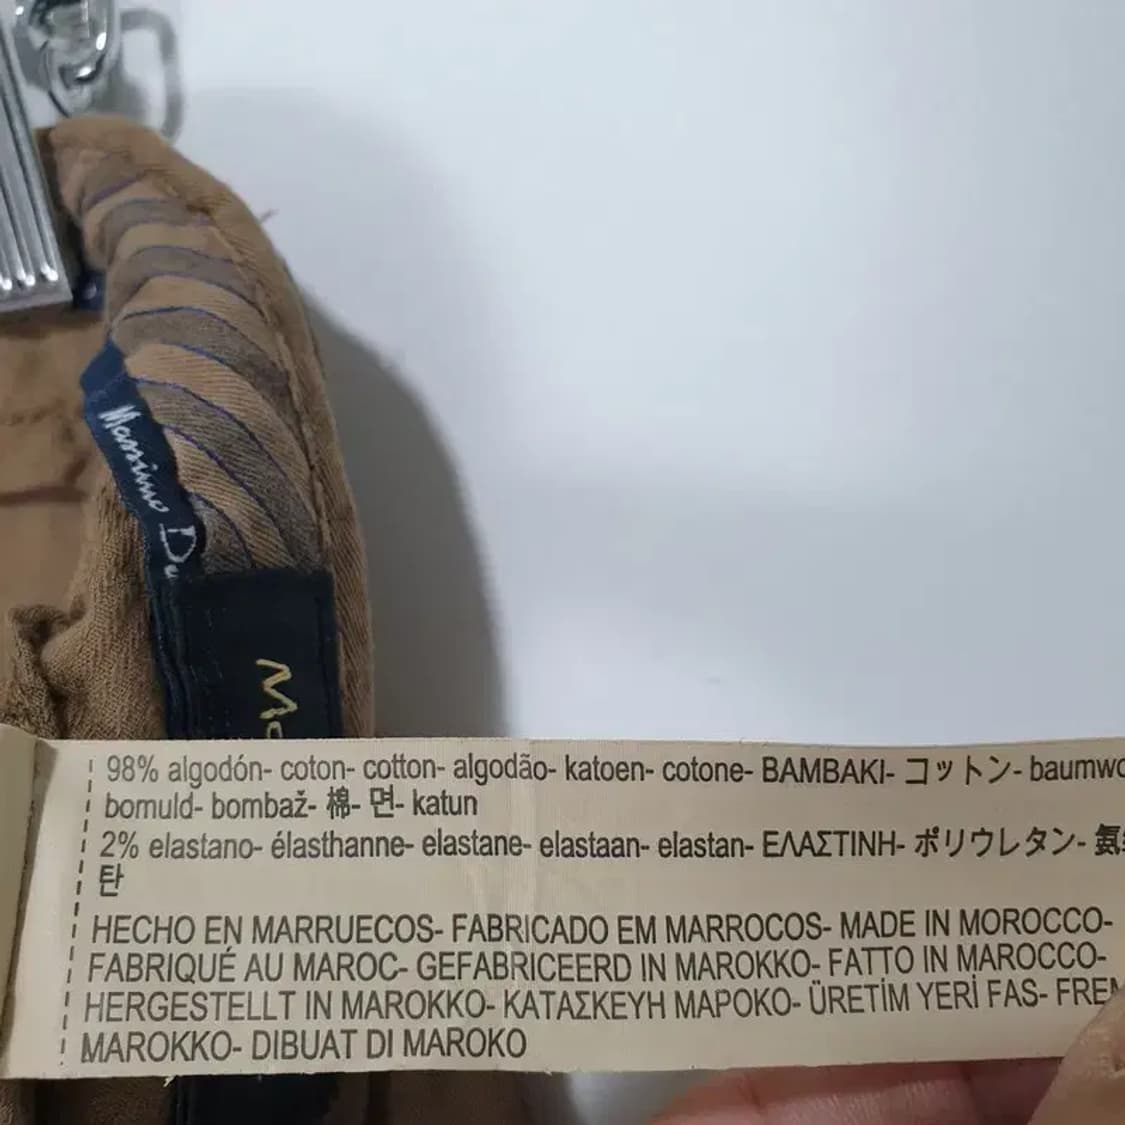 Massimo
98% algodón- coton- cotton- algodão- katoen- cotone- BAMBAKI- コットン- baumwo
bomuld- bombaž- 棉- 면- katun
2% elastano- élasthanne- elastane- elastaan- elastan- ΕΛΑΣΤΙΝΗ- ポリウレタン- 氨
탄
HECHO EN MARRUECOS- FABRICADO EM MARROCOS- MADE IN MOROCCO-
FABRIQUÉ AU MAROC- GEFABRICEERD IN MAROKKO- FATTO IN MAROCCO-
HERGESTELLT IN MAROKKO- ΚΑΤΑΣΚΕΥΗ ΜΑΡΟΚΟ- ÜRETİM YERİ FAS- FREM
MAROKKO- DIBUAT DI MAROKO